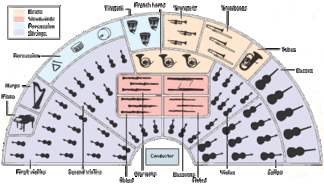 Brass
Woodwinds
Percussion
Strings
Timpani
French horns
Trumpets
Trombones
Tubas
Percussion
Basses
Harps
Piano
Conductor
First violins
Second violins
Flutes
Clarinets
Bassoons
Oboes
Violas
Cellos